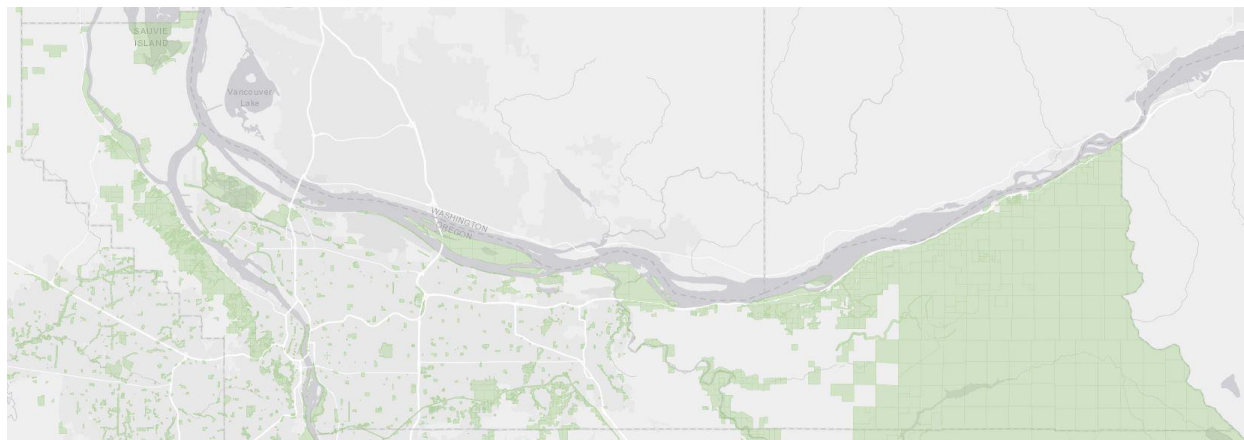 SAUVIE
ISLAND
Vancouver
Lake
WASHINGTON
OREGON